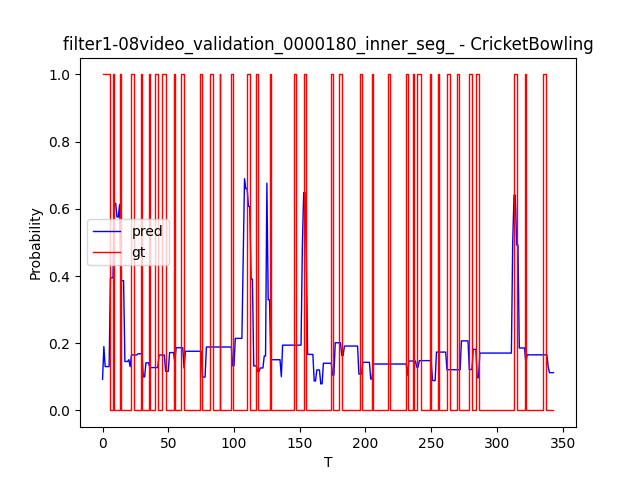 filter1-08video_validation_0000180_inner_seg_ - CricketBowling
1.0
0.8
0.6
0.4
0.2
0.0
Probability
pred
gt
0 50 100 150 200 250 300 350
T